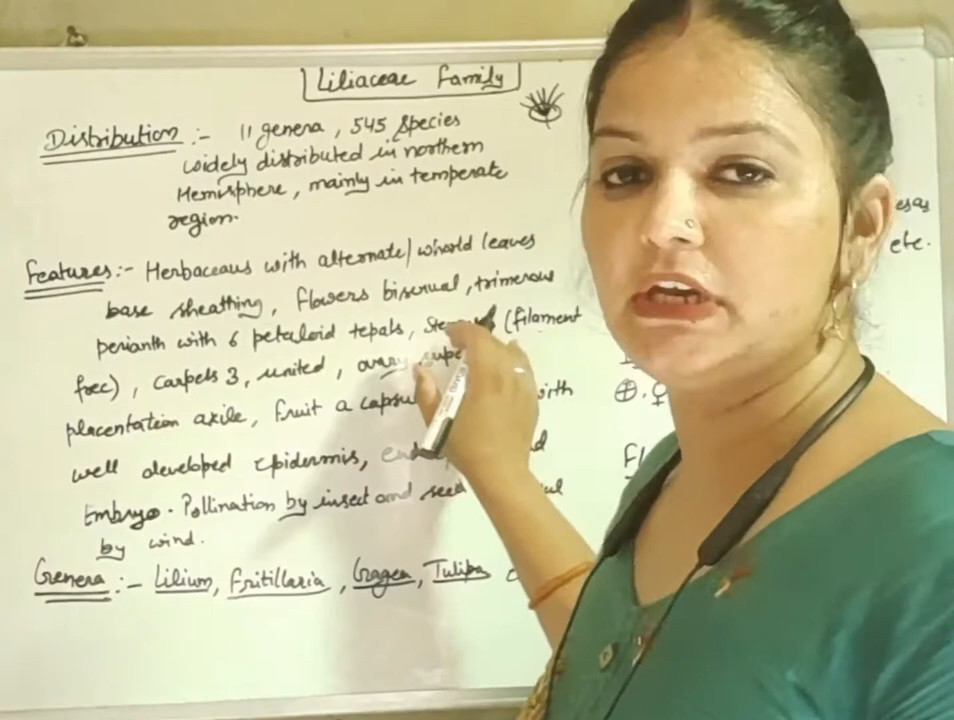 Liliaceae Family
Distribution :- 11 genera, 545 species
widely distributed in northern
Hemisphere, mainly in temperate
region.
Features:- Herbaceous with alternate/whorld leaves
base sheathing, flowers bisexual, trimerous
perianth with 6 petaloid tepals, (filament
free), carpels 3, united, ovary
placentation axile, fruit a
well developed epidermis,
Embryo. Pollination by insect and seed
by wind.
Genera :- Lilium, Fritillaria, Gagea, Tulipa
etc.
⊕. ♀